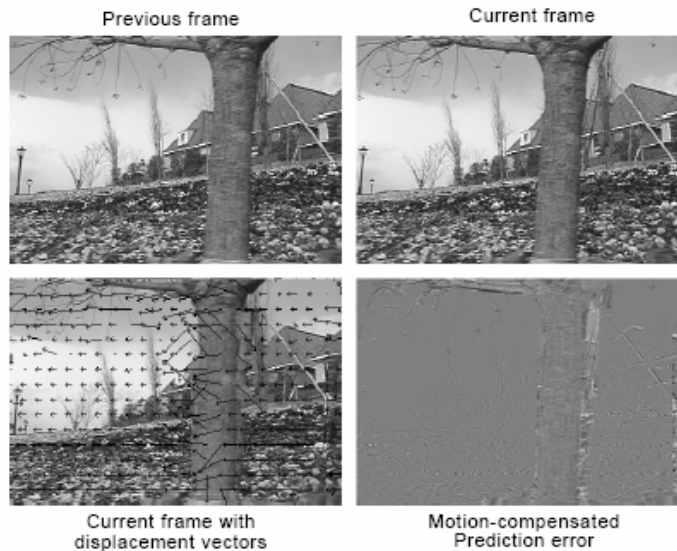 Previous frame
Current frame
Current frame with
displacement vectors
Motion-compensated
Prediction error